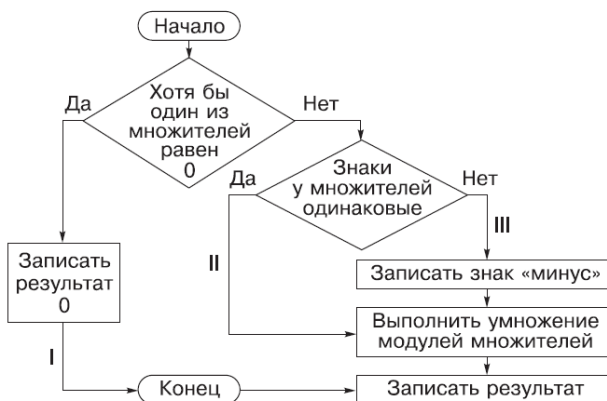 Начало
Да
Хотя бы
один из
множителей
равен
0
Нет
Да
Знаки
у множителей
одинаковые
Нет
Записать
результат
0
II
III
Записать знак «минус»
Выполнить умножение
модулей множителей
I
Конец
Записать результат